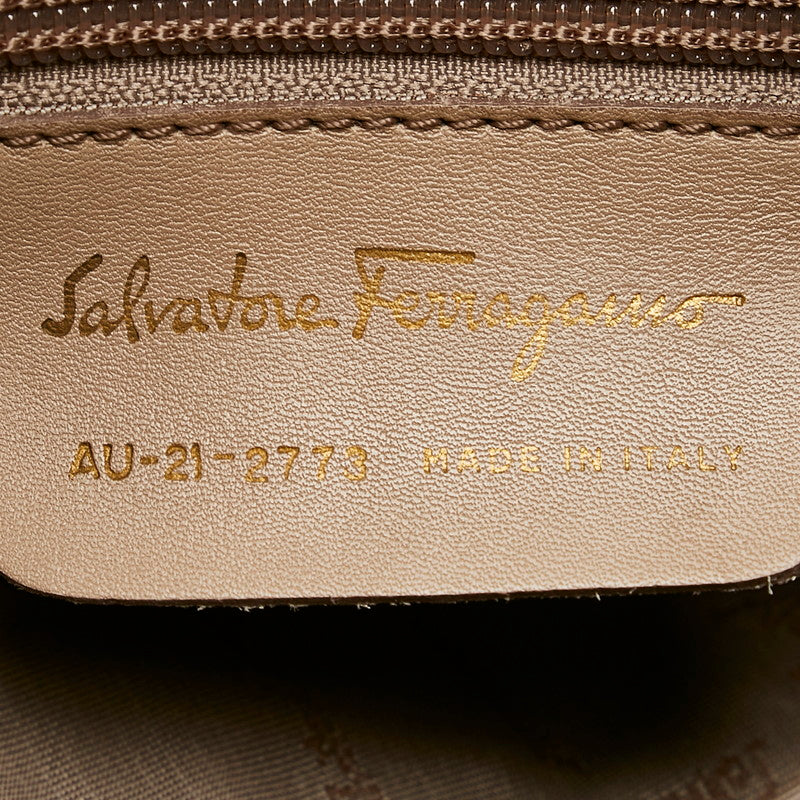 Salvatore Ferragamo
AU-21-2773 MADE IN ITALY